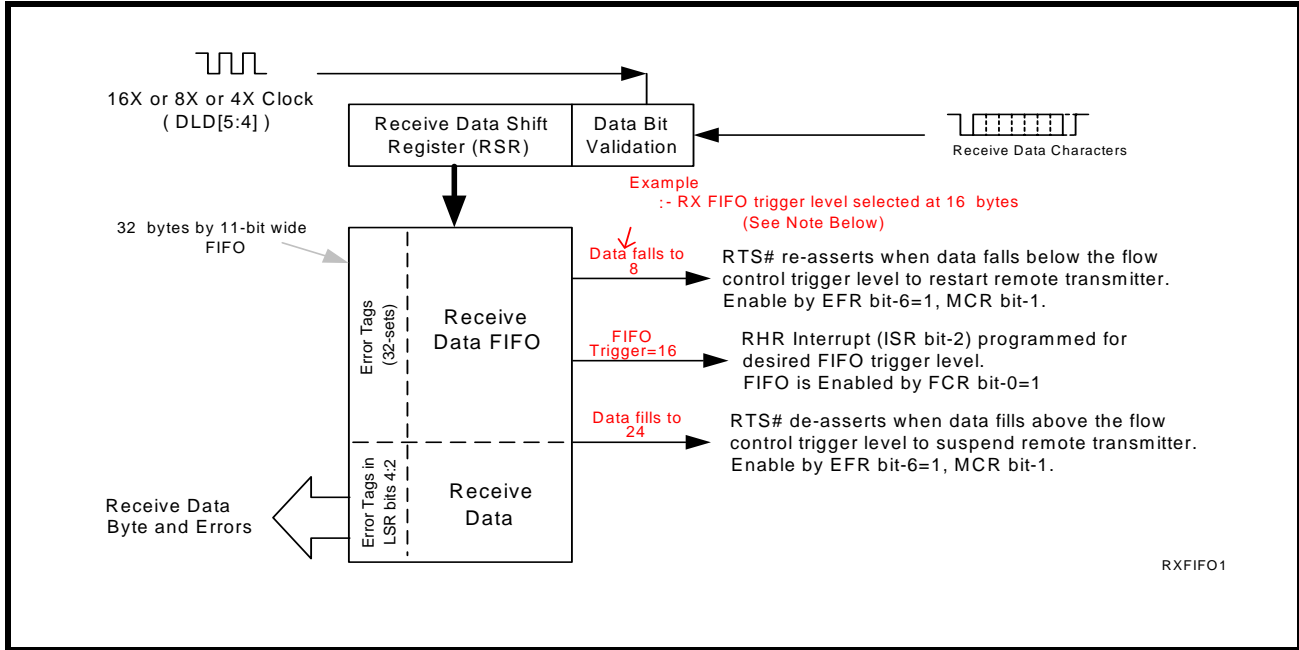 16X or 8X or 4X Clock
( DLD[5:4] )
Receive Data Shift
Register (RSR)
Data Bit
Validation
Receive Data Characters
Example
:- RX FIFO trigger level selected at 16 bytes
(See Note Below)
32 bytes by 11-bit wide
FIFO
Data falls to
8
RTS# re-asserts when data falls below the flow
control trigger level to restart remote transmitter.
Enable by EFR bit-6=1, MCR bit-1.
Error Tags
(32-sets)
Receive
Data FIFO
FIFO
Trigger=16
RHR Interrupt (ISR bit-2) programmed for
desired FIFO trigger level.
FIFO is Enabled by FCR bit-0=1
Data fills to
24
RTS# de-asserts when data fills above the flow
control trigger level to suspend remote transmitter.
Enable by EFR bit-6=1, MCR bit-1.
Error Tags in
LSR bits 4:2
Receive
Data
Receive Data
Byte and Errors
RXFIFO1